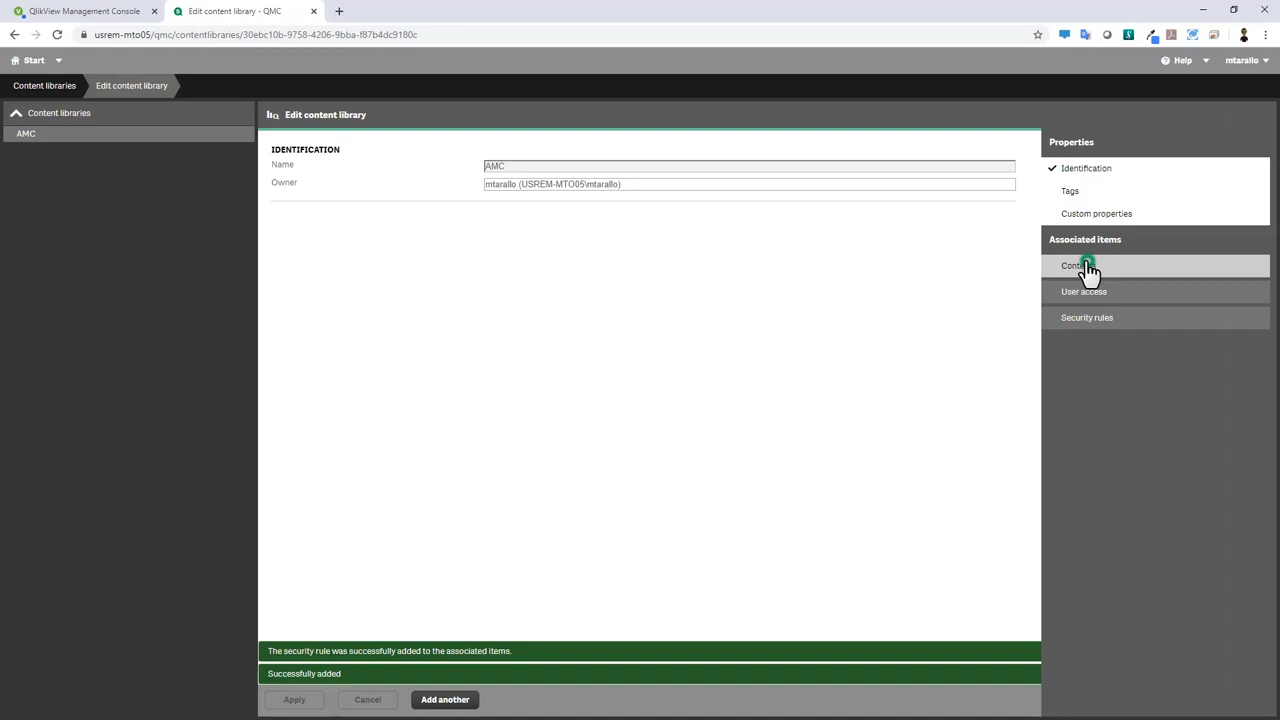 QlikView Management Console
Edit content library - QMC
usrem-mto05/qmc/contentlibraries/30ebc10b-9758-4206-9bba-f87b4dc9180c
Start
Help
mtarallo
Content libraries
Edit content library
Content libraries
AMC
Edit content library
IDENTIFICATION
Name
AMC
Owner
mtarallo (USREM-MTO05\mtarallo)
Properties
Identification
Tags
Custom properties
Associated items
User access
Security rules
The security rule was successfully added to the associated items.
Successfully added
Apply
Cancel
Add another